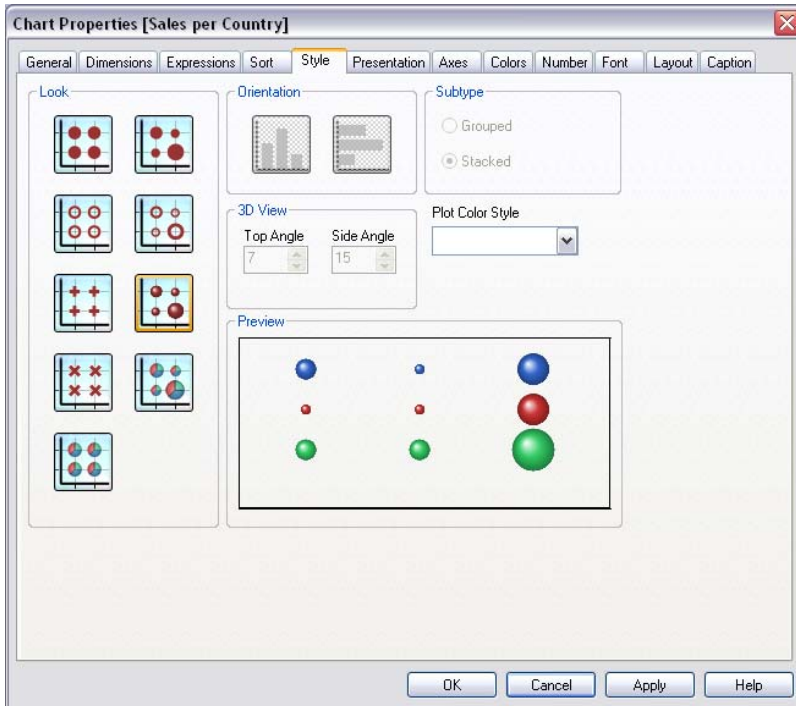 Chart Properties [Sales per Country]
General Dimensions Expressions Sort Style Presentation Axes Colors Number Font Layout Caption
Look
Orientation
Subtype
Grouped
Stacked
3D View
Top Angle Side Angle
7 15
Plot Color Style
Preview
OK Cancel Apply Help